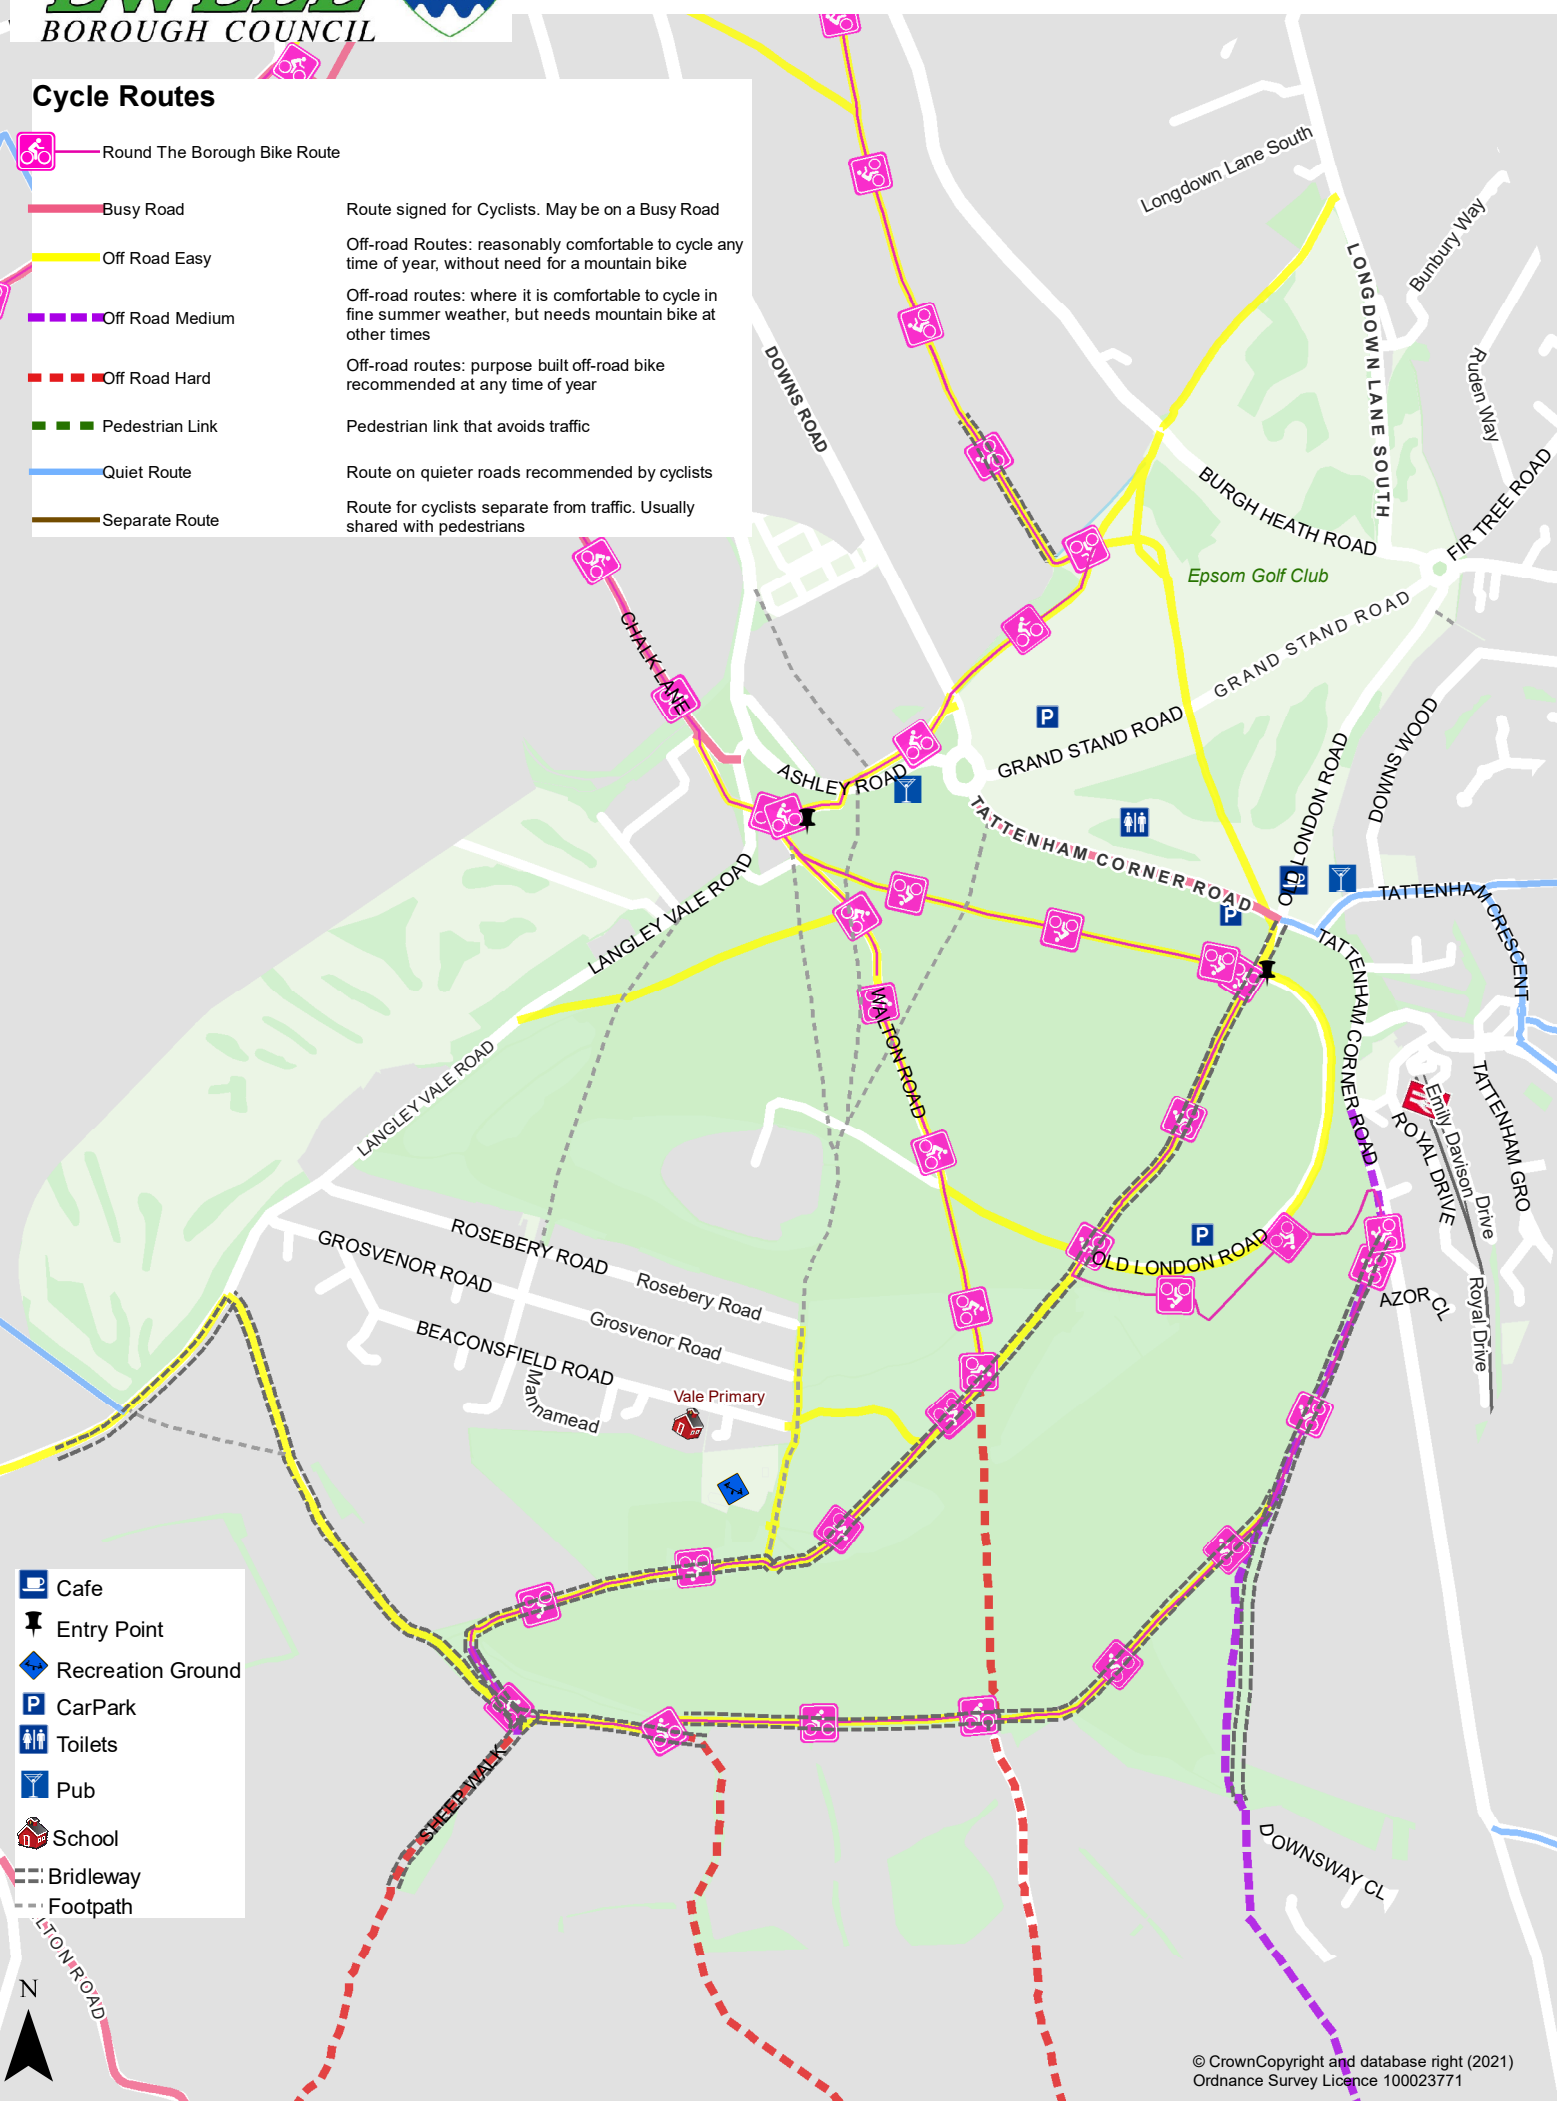 EWELL
BOROUGH COUNCIL
Cycle Routes
Round The Borough Bike Route
Busy Road
Route signed for Cyclists. May be on a Busy Road
Off Road Easy
Off-road Routes: reasonably comfortable to cycle any
time of year, without need for a mountain bike
Off Road Medium
Off-road routes: where it is comfortable to cycle in
fine summer weather, but needs mountain bike at
other times
Off Road Hard
Off-road routes: purpose built off-road bike
recommended at any time of year
Pedestrian Link
Pedestrian link that avoids traffic
Quiet Route
Route on quieter roads recommended by cyclists
Separate Route
Route for cyclists separate from traffic. Usually
shared with pedestrians
Longdown Lane South
Bunbury Way
LONGDOWN LANE SOUTH
Ruden Way
DOWNS ROAD
BURGH HEATH ROAD
FIR TREE ROAD
Epsom Golf Club
GRAND STAND ROAD
CHALK LANE
P
GRAND STAND ROAD
ASHLEY ROAD
OLD LONDON ROAD
DOWNS WOOD
TATTENHAM CORNER ROAD
P
TATTENHAM CRESCENT
LANGLEY VALE ROAD
TATTENHAM CORNER ROAD
WALTON ROAD
LANGLEY VALE ROAD
Emily Davison Drive
ROYAL DRIVE
TATTENHAM GRO
ROSEBERY ROAD
GROSVENOR ROAD
Rosebery Road
P
OLD LONDON ROAD
Royal Drive
AZOR CL
Grosvenor Road
BEACONSFIELD ROAD
Mannamead
Vale Primary
SHEEP WALK
DOWNSWAY CL
Cafe
Entry Point
Recreation Ground
P CarPark
Toilets
Pub
School
Bridleway
Footpath
LTON ROAD
N
© CrownCopyright and database right (2021)
Ordnance Survey Licence 100023771